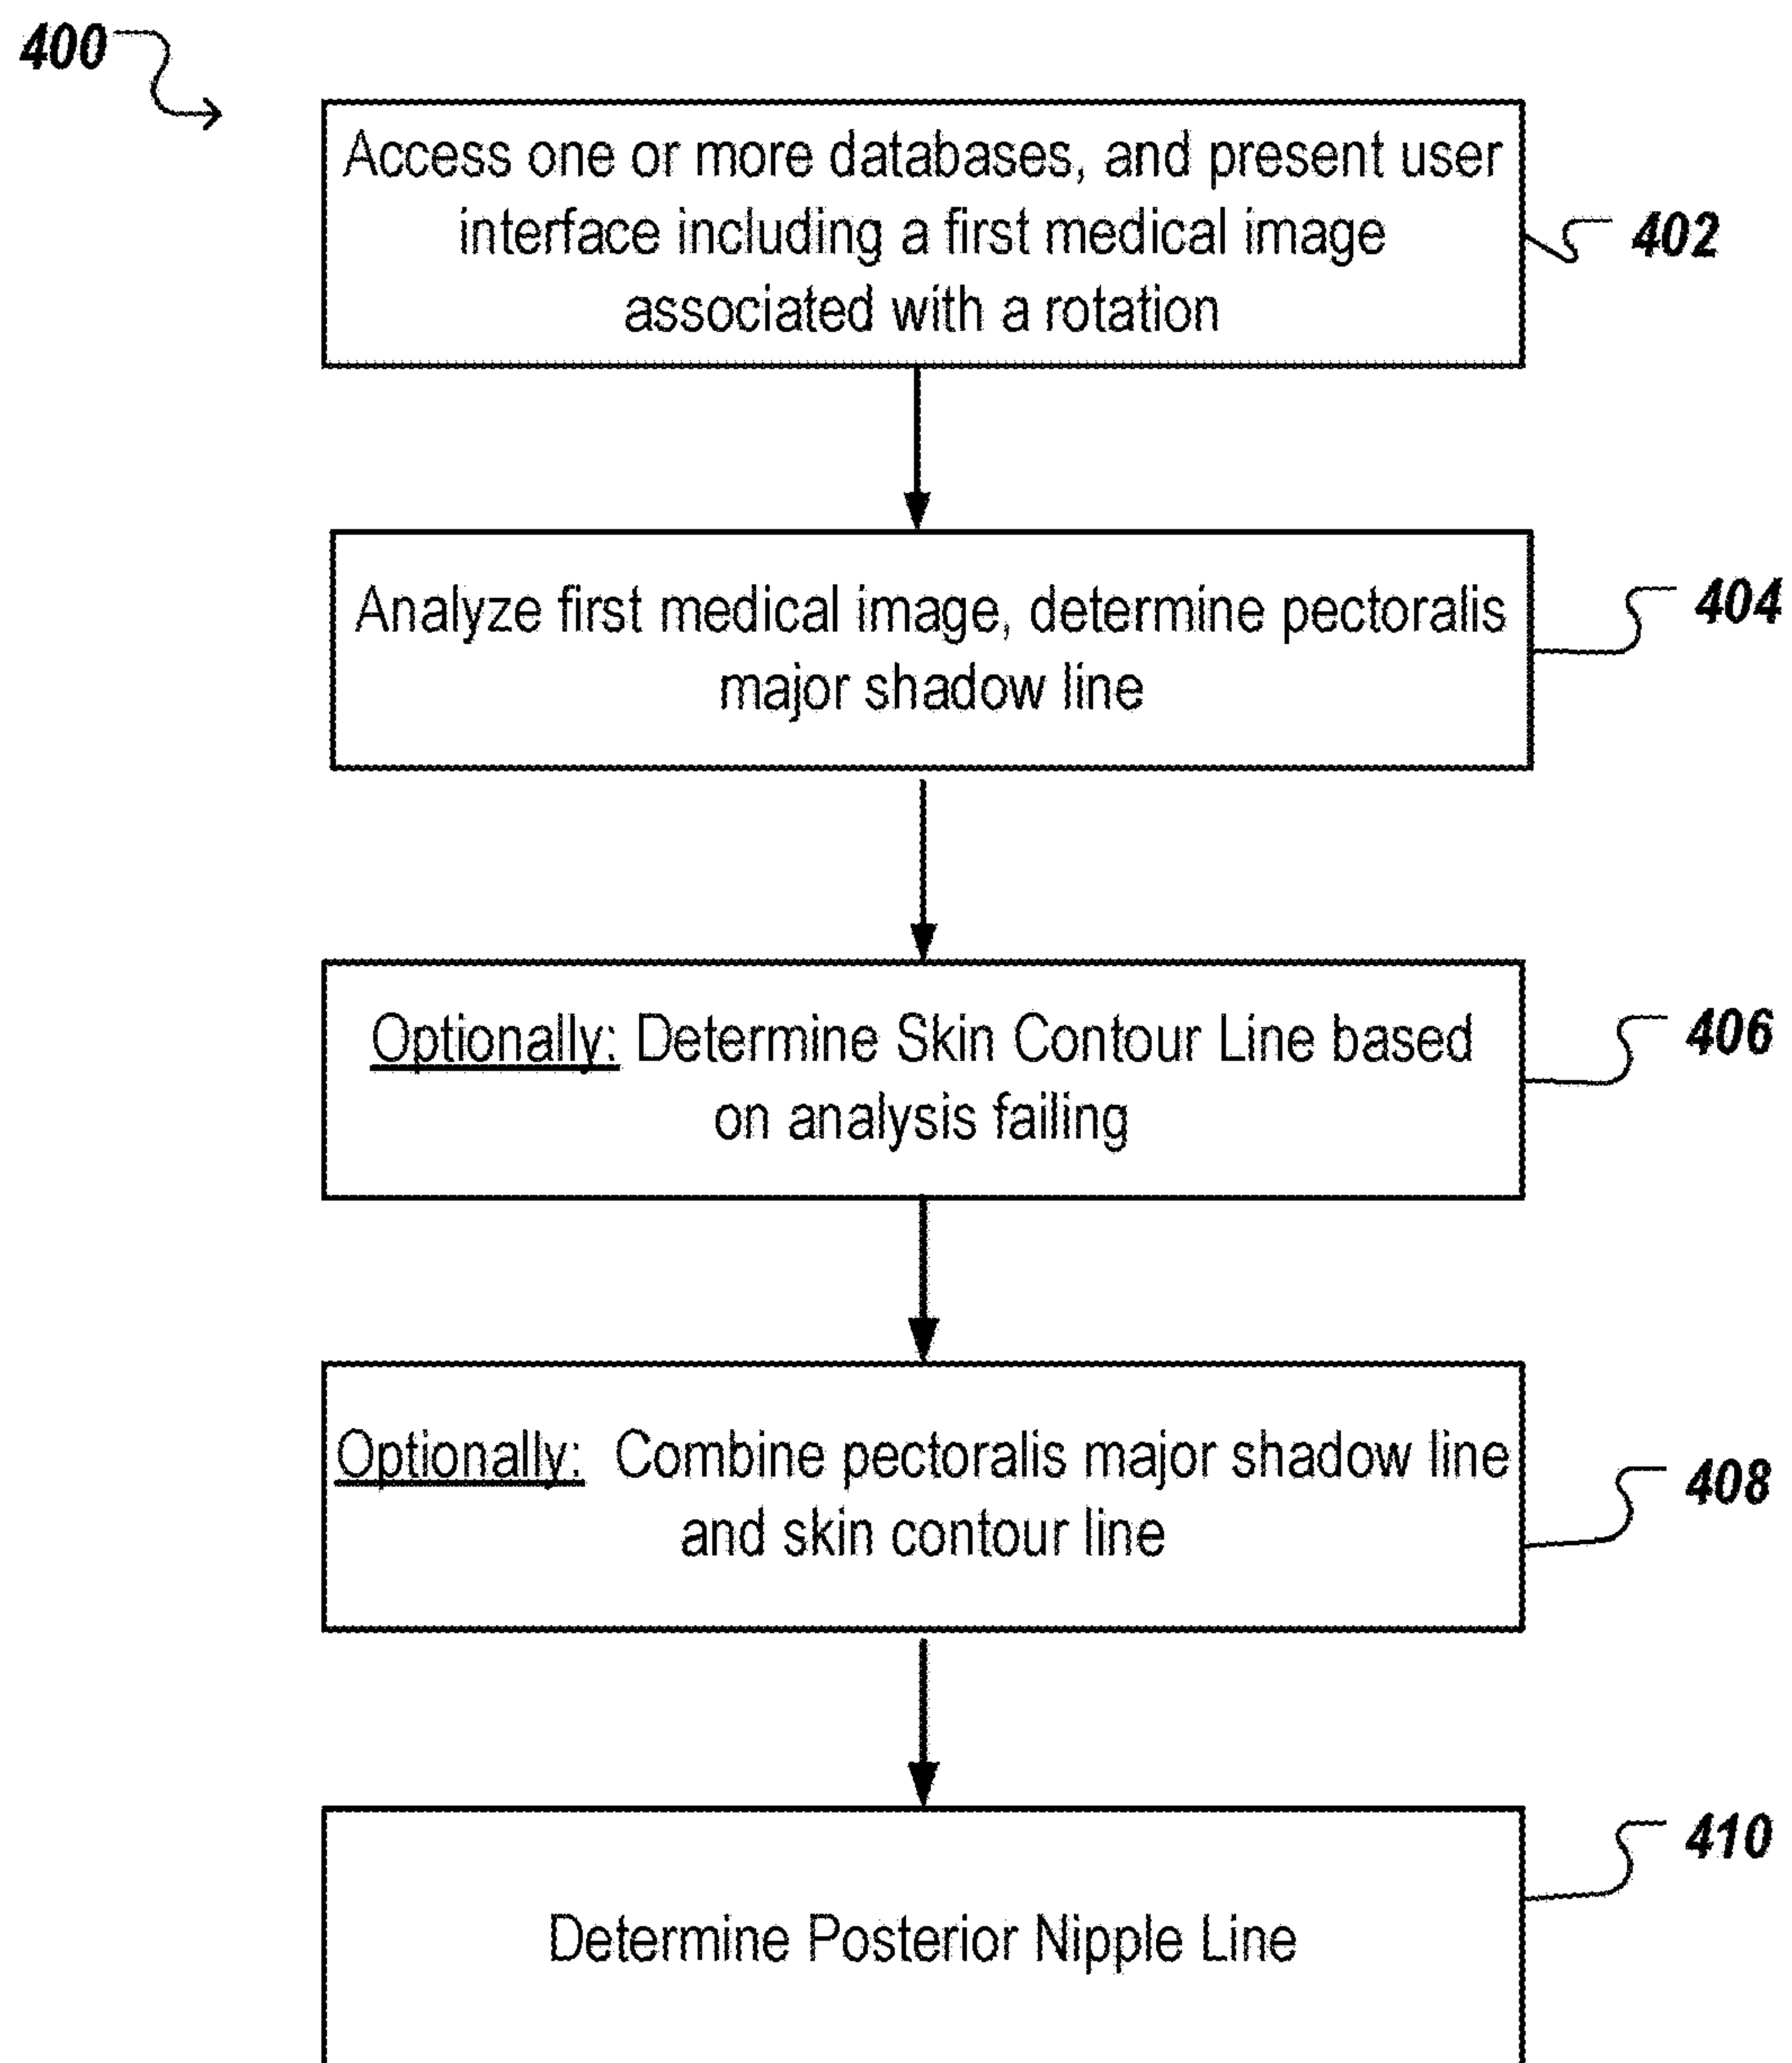 400
Access one or more databases, and present user
interface including a first medical image
associated with a rotation
402
Analyze first medical image, determine pectoralis
major shadow line
404
Optionally: Determine Skin Contour Line based
on analysis failing
406
Optionally: Combine pectoralis major shadow line
and skin contour line
408
Determine Posterior Nipple Line
410